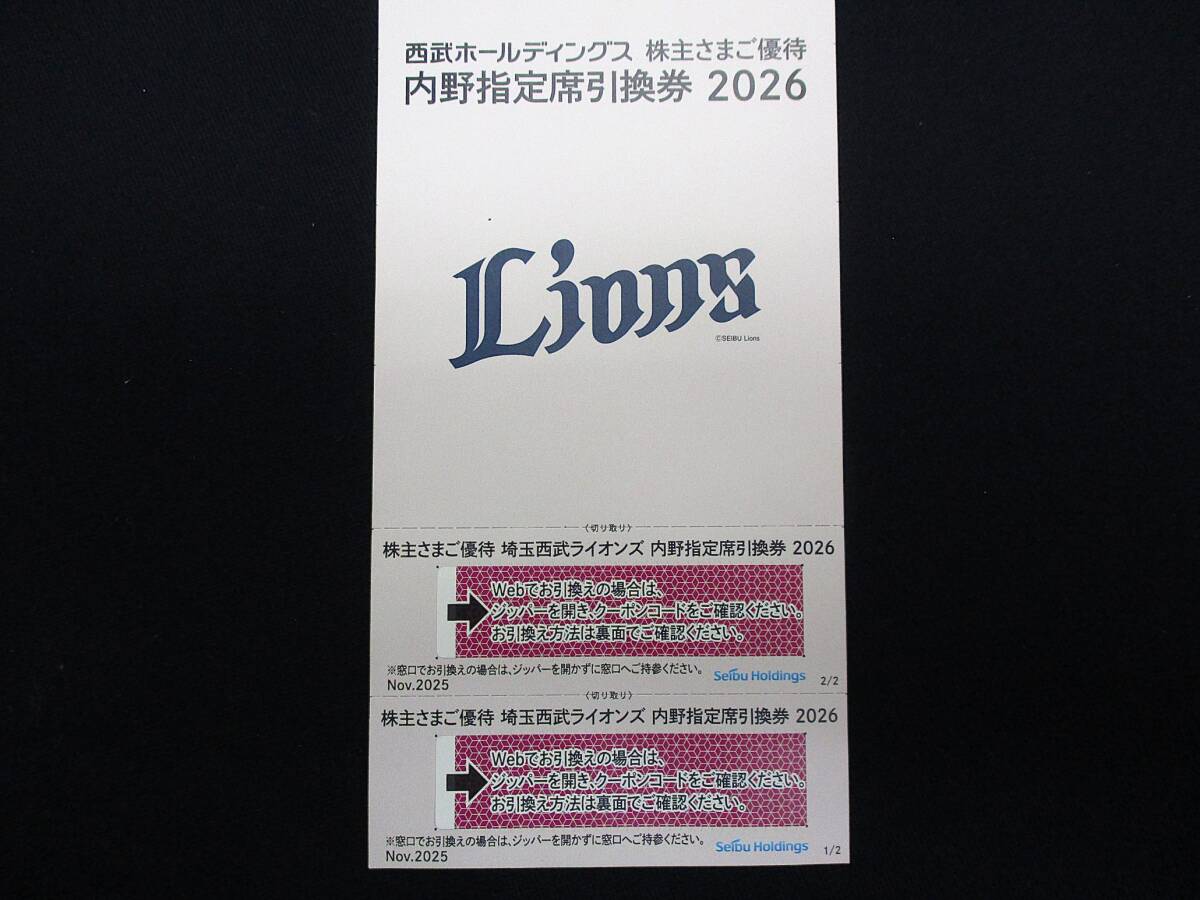 西武ホールディングス 株主さまご優待
内野指定席引換券 2026
Lions
©SEIBU Lions
〈切り取り〉
株主さまご優待 埼玉西武ライオンズ 内野指定席引換券 2026
Webでお引換えの場合は、
ジッパーを開き、クーポンコードをご確認ください。
お引換え方法は裏面でご確認ください。
※窓口でお引換えの場合は、ジッパーを開かずに窓口へご持参ください。
Nov.2025
Seibu Holdings 2/2
〈切り取り〉
株主さまご優待 埼玉西武ライオンズ 内野指定席引換券 2026
Webでお引換えの場合は、
ジッパーを開き、クーポンコードをご確認ください。
お引換え方法は裏面でご確認ください。
※窓口でお引換えの場合は、ジッパーを開かずに窓口へご持参ください。
Nov.2025
Seibu Holdings 1/2